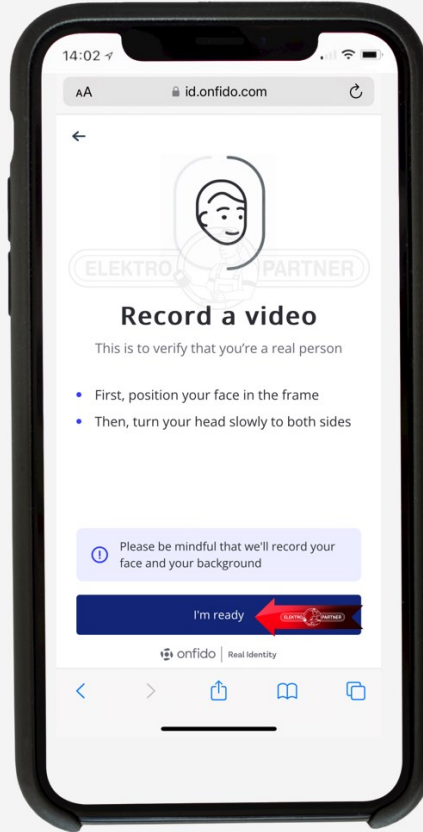 14:02
AA id.onfido.com
ELEKTRO PARTNER
Record a video
This is to verify that you're a real person
First, position your face in the frame
Then, turn your head slowly to both sides
Please be mindful that we'll record your
face and your background
I'm ready
ELEKTRO PARTNER
onfido | Real Identity